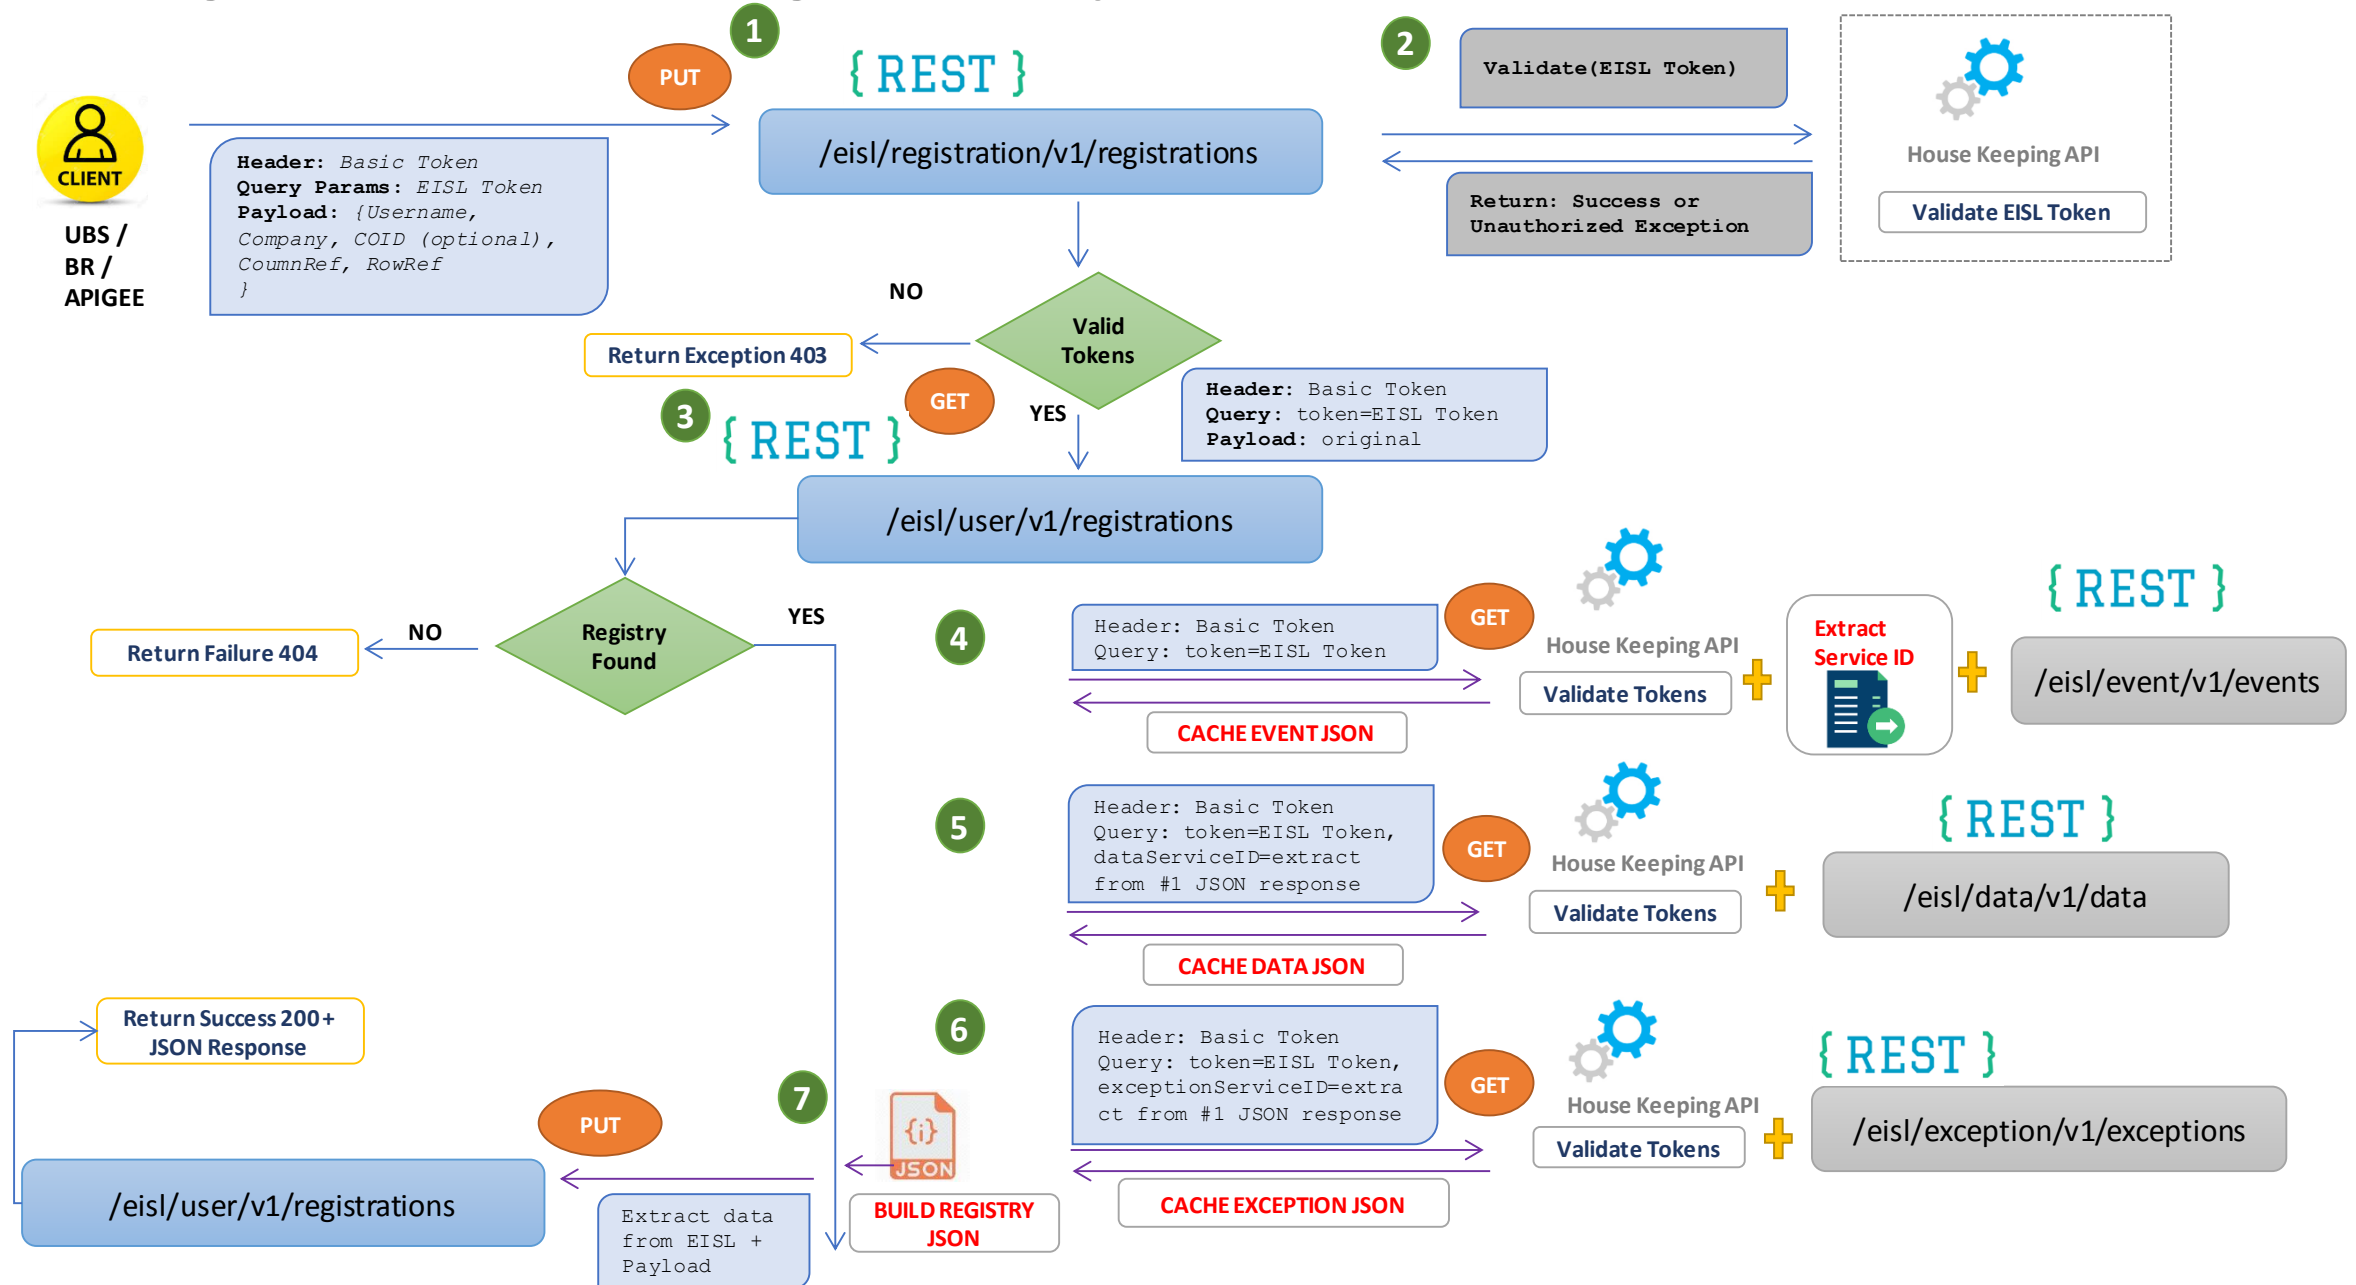 1
PUT
{ REST }
2
Validate(EISL Token)
CLIENT
UBS /
BR /
APIGEE
Header: Basic Token
Query Params: EISL Token
Payload: {Username,
Company, COID (optional),
CoumnRef, RowRef
}
/eisl/registration/v1/registrations
House Keeping API
Validate EISL Token
Return: Success or
Unauthorized Exception
NO
Valid
Tokens
Return Exception 403
3
{ REST }
GET
YES
Header: Basic Token
Query: token=EISL Token
Payload: original
/eisl/user/v1/registrations
Registry
Found
NO
YES
Return Failure 404
4
Header: Basic Token
Query: token=EISL Token
GET
House Keeping API
Validate Tokens
Extract
Service ID
{ REST }
/eisl/event/v1/events
CACHE EVENT JSON
5
Header: Basic Token
Query: token=EISL Token,
dataServiceID=extract
from #1 JSON response
GET
House Keeping API
Validate Tokens
{ REST }
/eisl/data/v1/data
CACHE DATA JSON
6
Header: Basic Token
Query: token=EISL Token,
exceptionServiceID=extra
ct from #1 JSON response
GET
House Keeping API
Validate Tokens
{ REST }
/eisl/exception/v1/exceptions
CACHE EXCEPTION JSON
Return Success 200 +
JSON Response
7
PUT
{i}
JSON
BUILD REGISTRY
JSON
/eisl/user/v1/registrations
Extract data
from EISL +
Payload